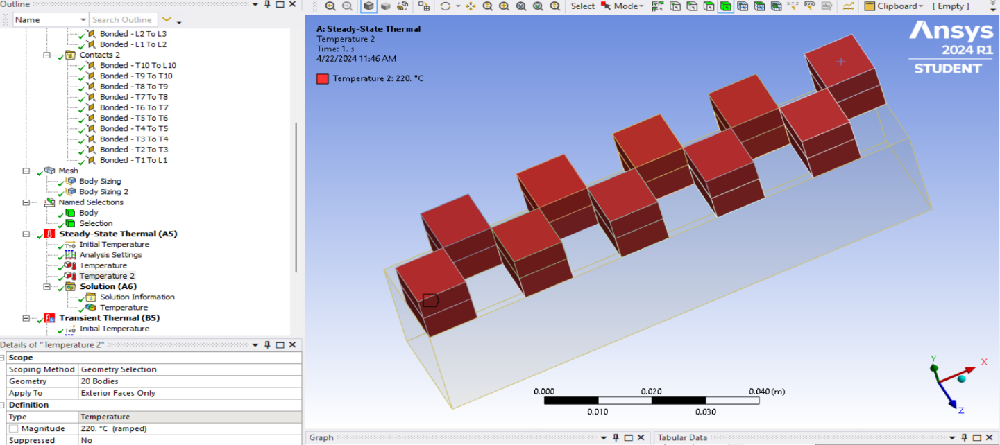 Outline
Name
Search Outline
Select
Mode
Clipboard
[ Empty ]
Bonded - L2 To L3
Bonded - L1 To L2
Contacts 2
Bonded - T10 To L10
Bonded - T9 To T10
Bonded - T8 To T9
Bonded - T7 To T8
Bonded - T6 To T7
Bonded - T5 To T6
Bonded - T4 To T5
Bonded - T3 To T4
Bonded - T2 To T3
Bonded - T1 To L1
Mesh
Body Sizing
Body Sizing 2
Named Selections
Body
Selection
Steady-State Thermal (A5)
Initial Temperature
Analysis Settings
Temperature
Temperature 2
Solution (A6)
Solution Information
Temperature
Transient Thermal (B5)
Initial Temperature
Details of "Temperature 2"
Scope
Scoping Method Geometry Selection
Geometry 20 Bodies
Apply To Exterior Faces Only
Definition
Type Temperature
Magnitude 220. °C (ramped)
Suppressed No
A: Steady-State Thermal
Temperature 2
Time: 1. s
4/22/2024 11:46 AM
Temperature 2: 220. °C
Ansys
2024 R1
STUDENT
0.000 0.020 0.040 (m)
0.010 0.030
Y
X
Z
Graph
Tabular Data